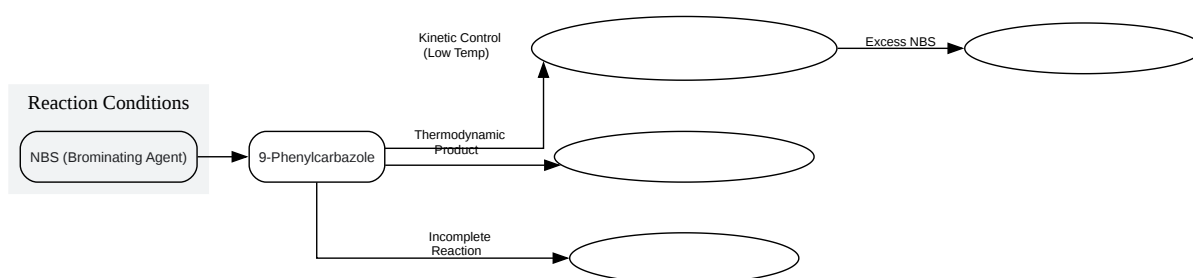 Kinetic Control
(Low Temp)
Excess NBS
Reaction Conditions
NBS (Brominating Agent)
9-Phenylcarbazole
Thermodynamic
Product
Incomplete
Reaction